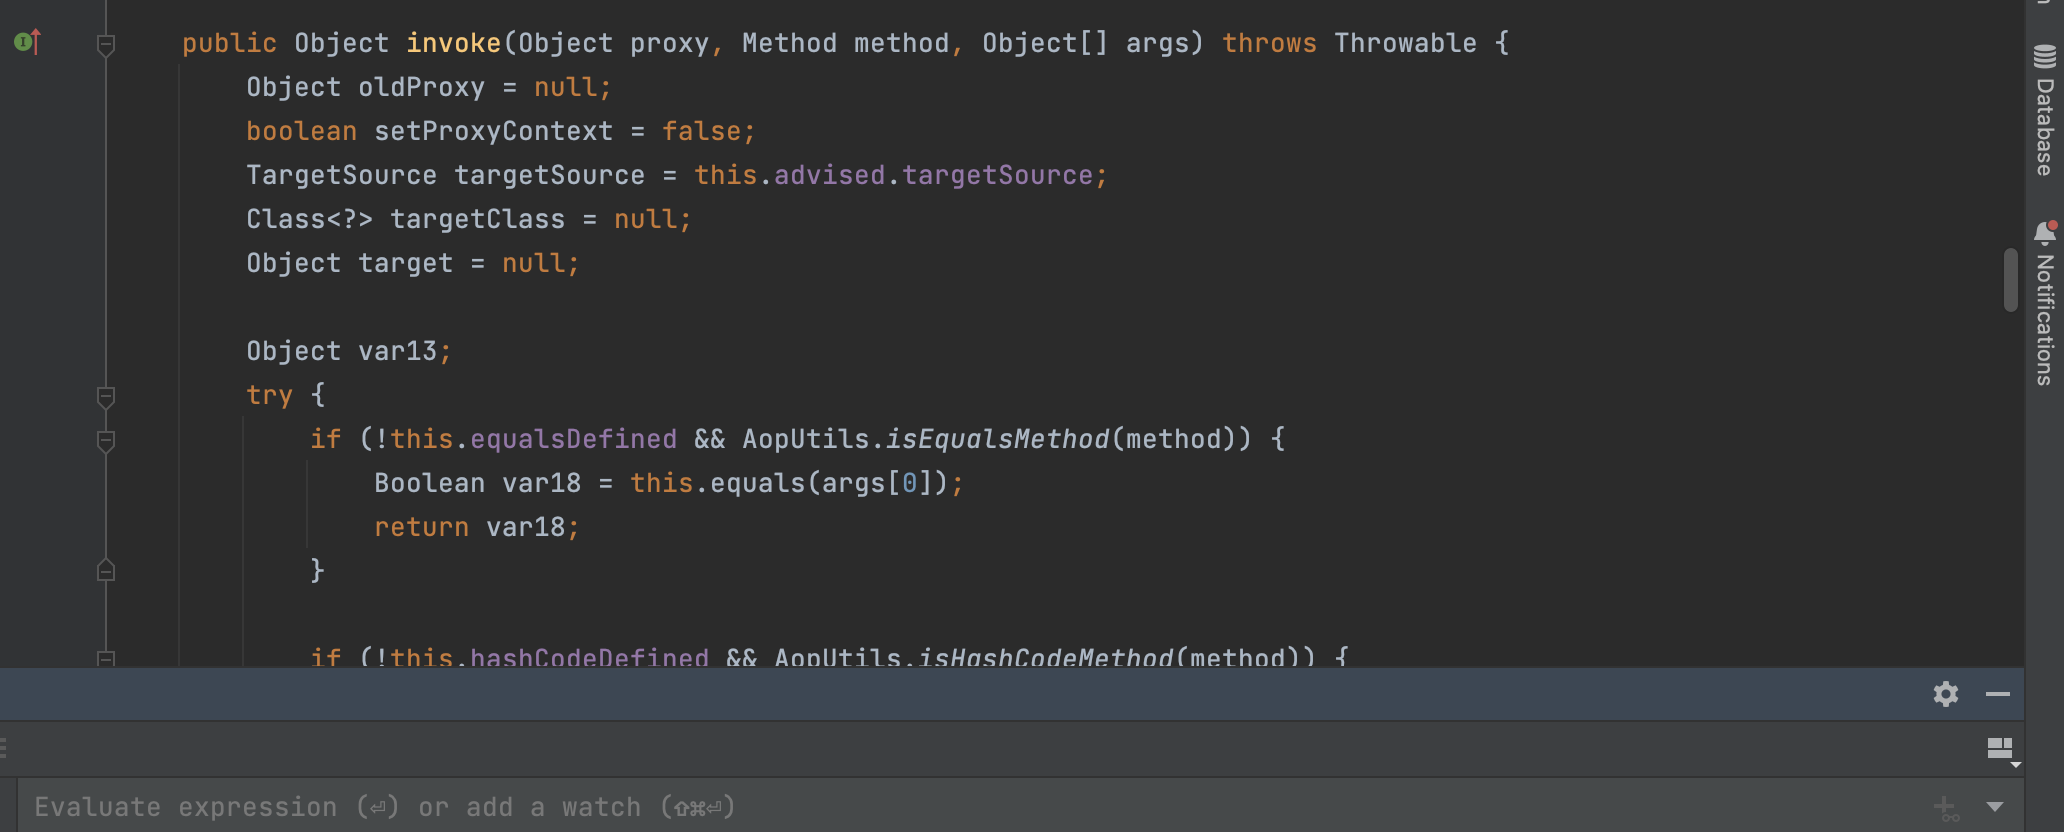 public Object invoke(Object proxy, Method method, Object[] args) throws Throwable {
Object oldProxy = null;
boolean setProxyContext = false;
TargetSource targetSource = this.advised.targetSource;
Class<?> targetClass = null;
Object target = null;
Object var13;
try {
if (!this.equalsDefined && AopUtils.isEqualsMethod(method)) {
Boolean var18 = this.equals(args[0]);
return var18;
}
if (!this.hashCodeDefined && AopUtils.isHashCodeMethod(method)) {
Evaluate expression (⏎) or add a watch (⇧⌘⏎)
Database
Notifications